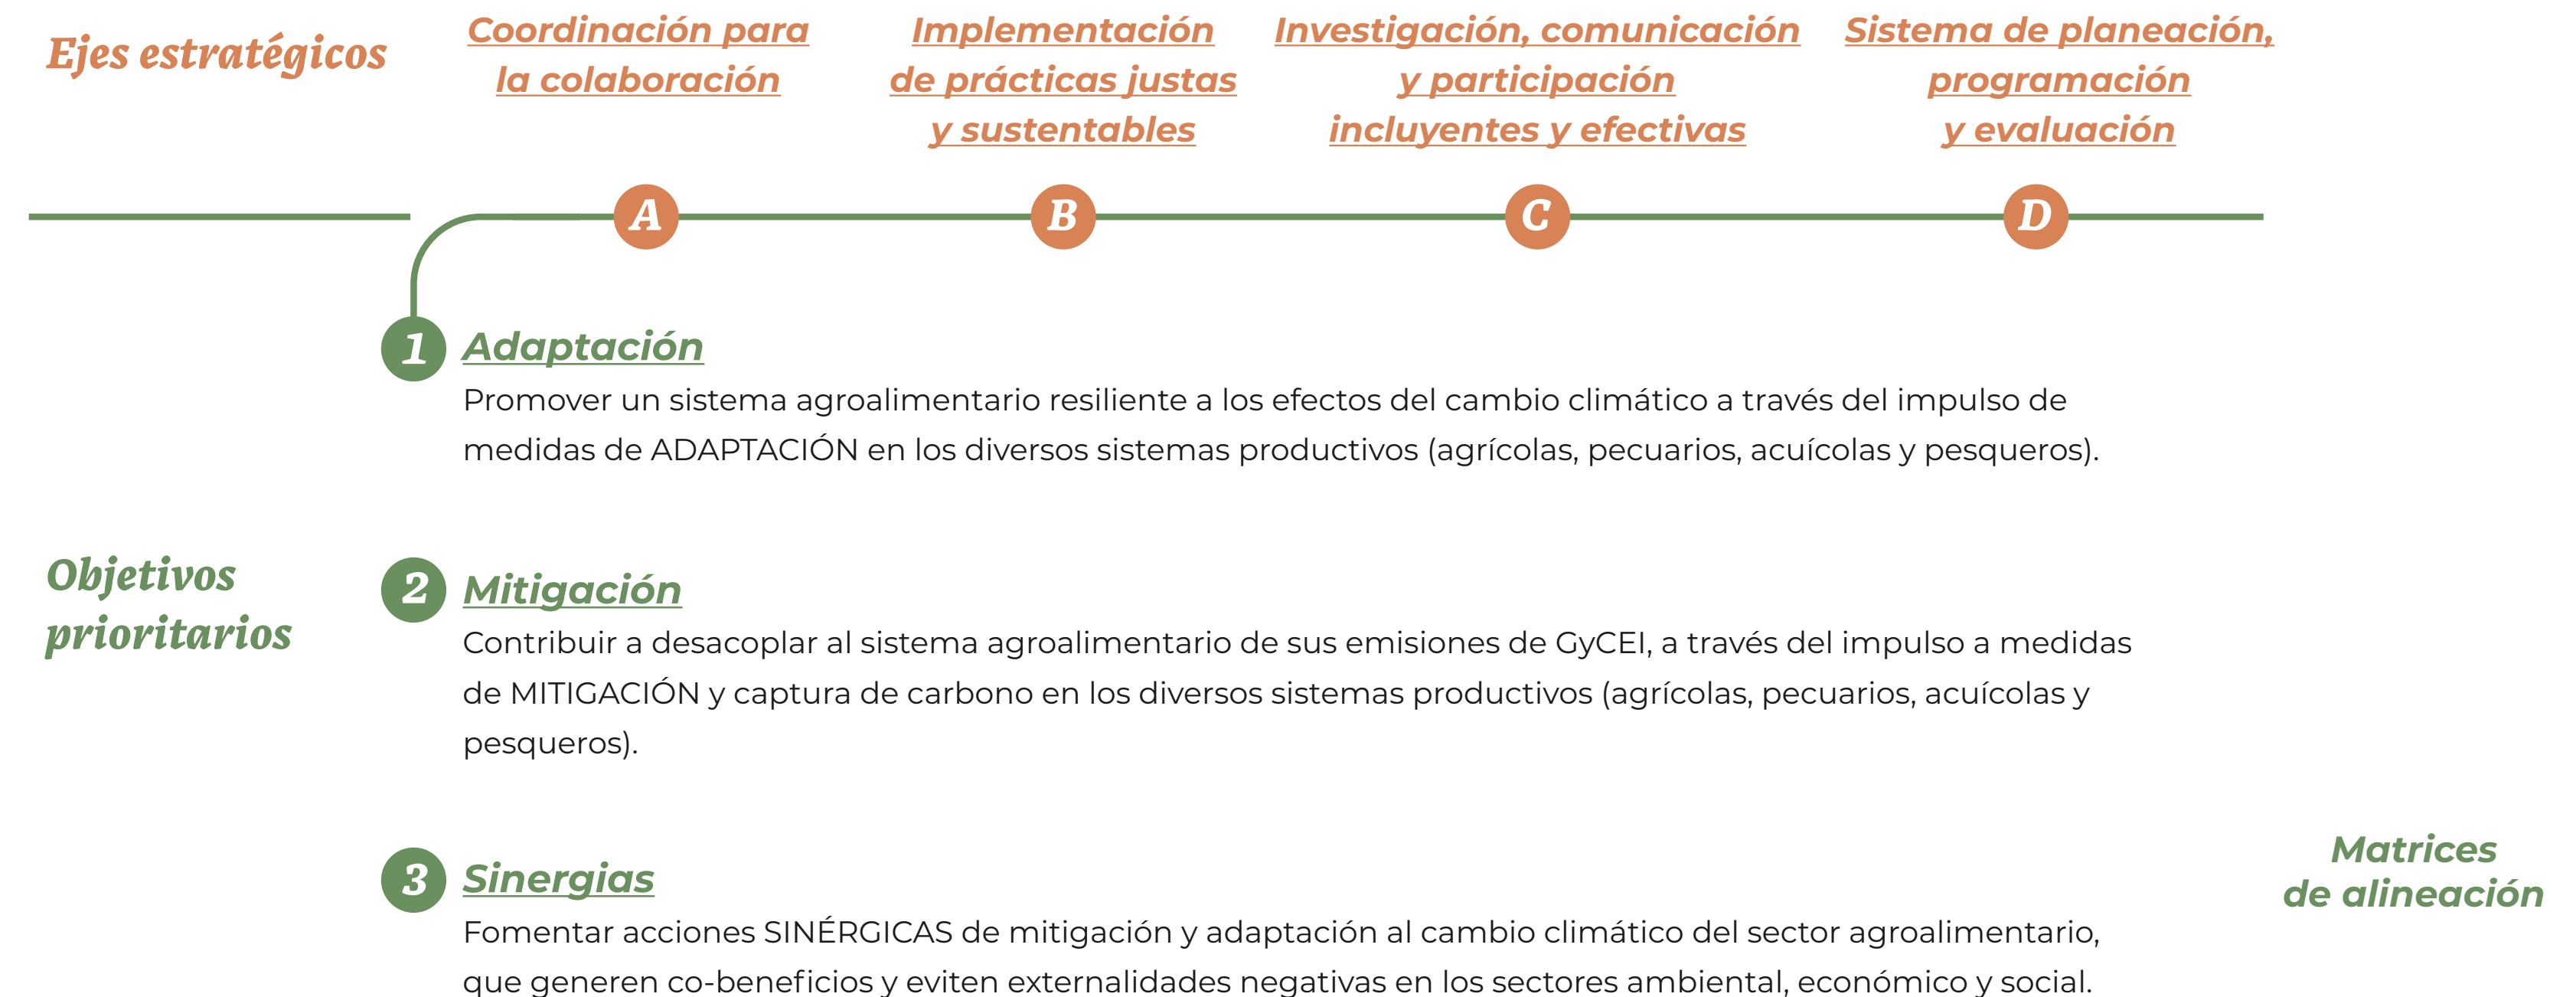 Ejes estratégicos
Coordinación para
la colaboración
Implementación
de prácticas justas
y sustentables
Investigación, comunicación
y participación
incluyentes y efectivas
Sistema de planeación,
programación
y evaluación
A
B
C
D
1
Adaptación
Promover un sistema agroalimentario resiliente a los efectos del cambio climático a través del impulso de
medidas de ADAPTACIÓN en los diversos sistemas productivos (agrícolas, pecuarios, acuícolas y pesqueros).
Objetivos
prioritarios
2
Mitigación
Contribuir a desacoplar al sistema agroalimentario de sus emisiones de GyCEI, a través del impulso a medidas
de MITIGACIÓN y captura de carbono en los diversos sistemas productivos (agrícolas, pecuarios, acuícolas y
pesqueros).
3
Sinergias
Fomentar acciones SINÉRGICAS de mitigación y adaptación al cambio climático del sector agroalimentario,
que generen co-beneficios y eviten externalidades negativas en los sectores ambiental, económico y social.
Matrices
de alineación